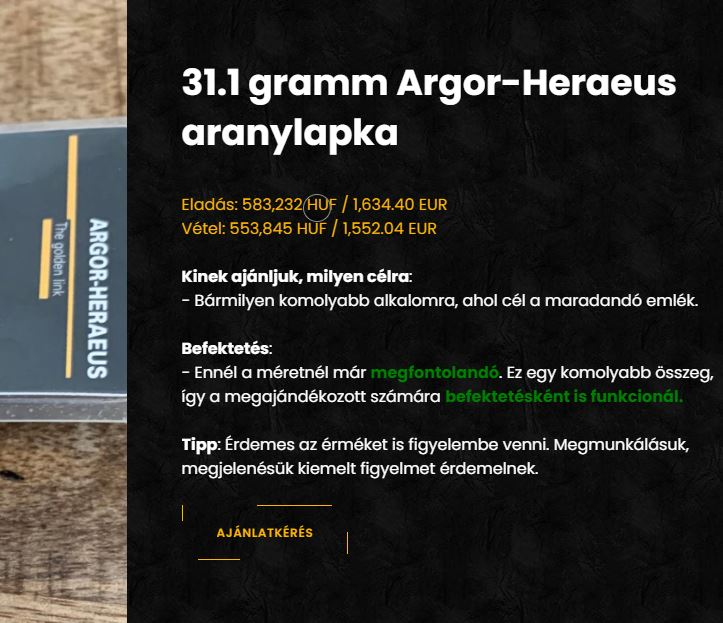 ARGOR-HERAEUS
The golden link
31.1 gramm Argor-Heraeus
aranylapka
Eladás: 583,232 HUF / 1,634.40 EUR
Vétel: 553,845 HUF / 1,552.04 EUR
Kinek ajánljuk, milyen célra:
- Bármilyen komolyabb alkalomra, ahol cél a maradandó emlék.
Befektetés:
- Ennél a méretnél már megfontolandó. Ez egy komolyabb összeg,
így a megajándékozott számára befektetésként is funkcionál.
Tipp: Érdemes az érméket is figyelembe venni. Megmunkálásuk,
megjelenésük kiemelt figyelmet érdemelnek.
AJÁNLATKÉRÉS